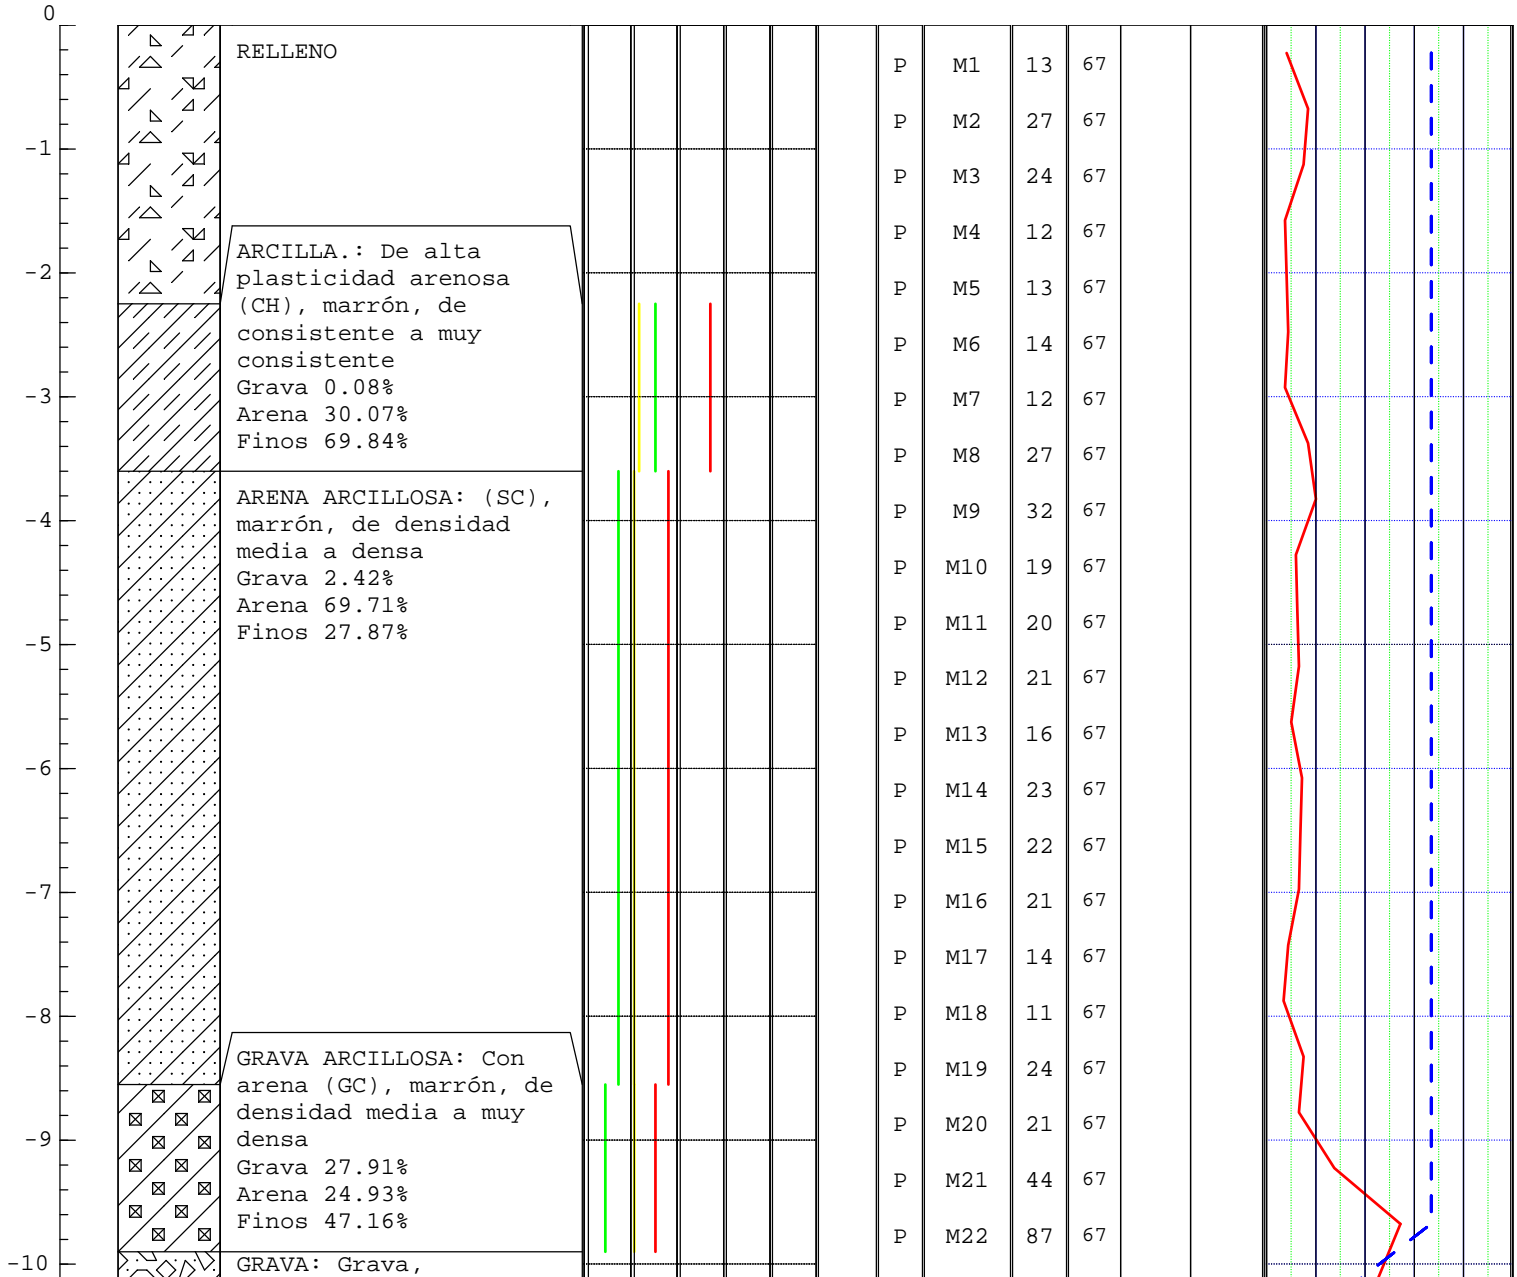 0
RELLENO
P M1 13 67
P M2 27 67
-1
P M3 24 67
P M4 12 67
ARCILLA.: De alta
plasticidad arenosa
(CH), marrón, de
consistente a muy
consistente
Grava 0.08%
Arena 30.07%
Finos 69.84%
-2
P M5 13 67
P M6 14 67
-3
P M7 12 67
P M8 27 67
ARENA ARCILLOSA: (SC),
marrón, de densidad
media a densa
Grava 2.42%
Arena 69.71%
Finos 27.87%
P M9 32 67
-4
P M10 19 67
P M11 20 67
-5
P M12 21 67
P M13 16 67
-6
P M14 23 67
P M15 22 67
-7
P M16 21 67
P M17 14 67
-8
P M18 11 67
GRAVA ARCILLOSA: Con
arena (GC), marrón, de
densidad media a muy
densa
Grava 27.91%
Arena 24.93%
Finos 47.16%
P M19 24 67
P M20 21 67
-9
P M21 44 67
P M22 87 67
-10
GRAVA: Grava,